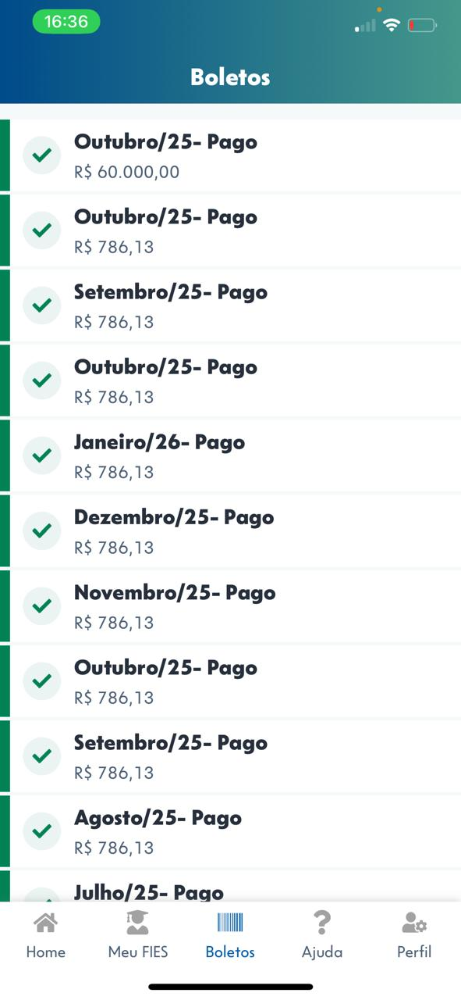 16:36
Boletos
Outubro/25- Pago
R$ 60.000,00
Outubro/25- Pago
R$ 786,13
Setembro/25- Pago
R$ 786,13
Outubro/25- Pago
R$ 786,13
Janeiro/26- Pago
R$ 786,13
Dezembro/25- Pago
R$ 786,13
Novembro/25- Pago
R$ 786,13
Outubro/25- Pago
R$ 786,13
Setembro/25- Pago
R$ 786,13
Agosto/25- Pago
R$ 786,13
Julho/25- Pago
Home Meu FIES Boletos Ajuda Perfil